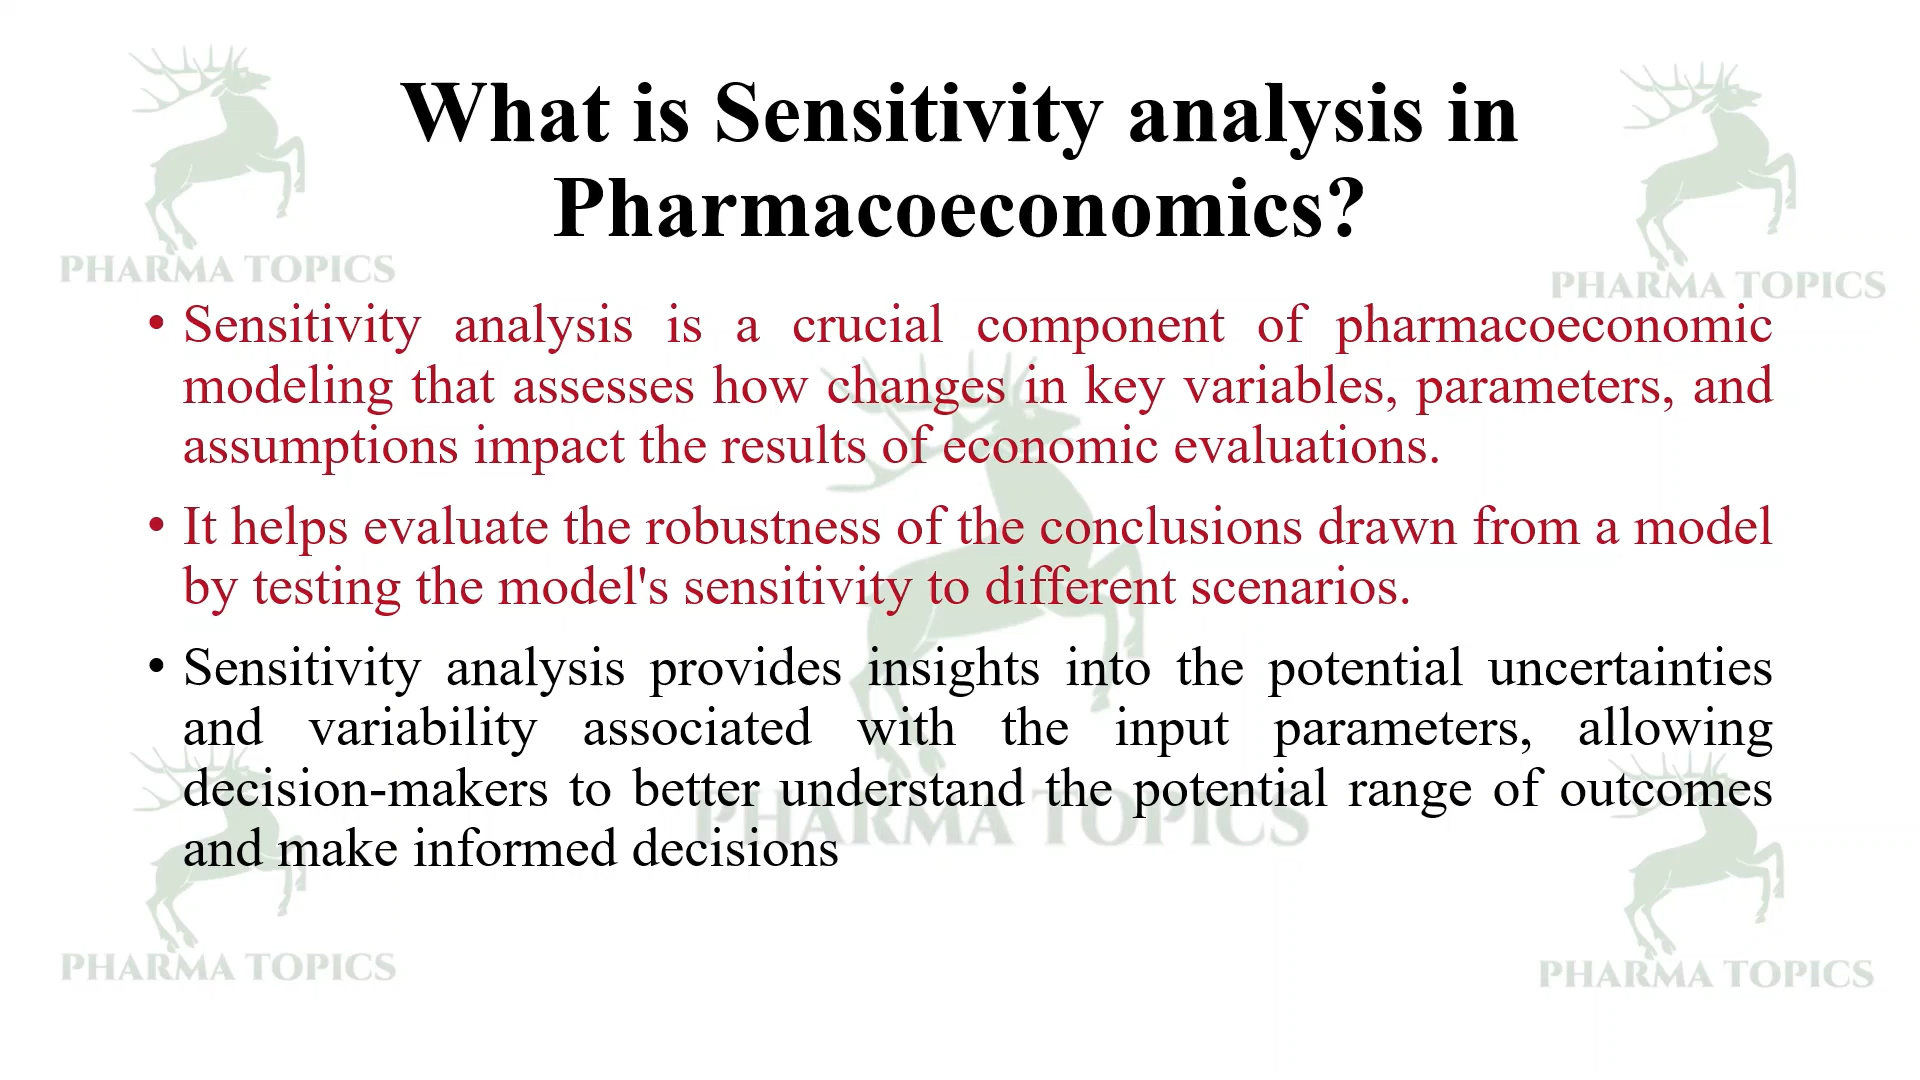 What is Sensitivity analysis in
Pharmacoeconomics?
PHARMA TOPICS
PHARMA TOPICS
• Sensitivity analysis is a crucial component of pharmacoeconomic
modeling that assesses how changes in key variables, parameters, and
assumptions impact the results of economic evaluations.
• It helps evaluate the robustness of the conclusions drawn from a model
by testing the model's sensitivity to different scenarios.
• Sensitivity analysis provides insights into the potential uncertainties
and variability associated with the input parameters, allowing
decision-makers to better understand the potential range of outcomes
and make informed decisions
PHARMA TOPICS
PHARMA TOPICS
PHARMA TOPICS